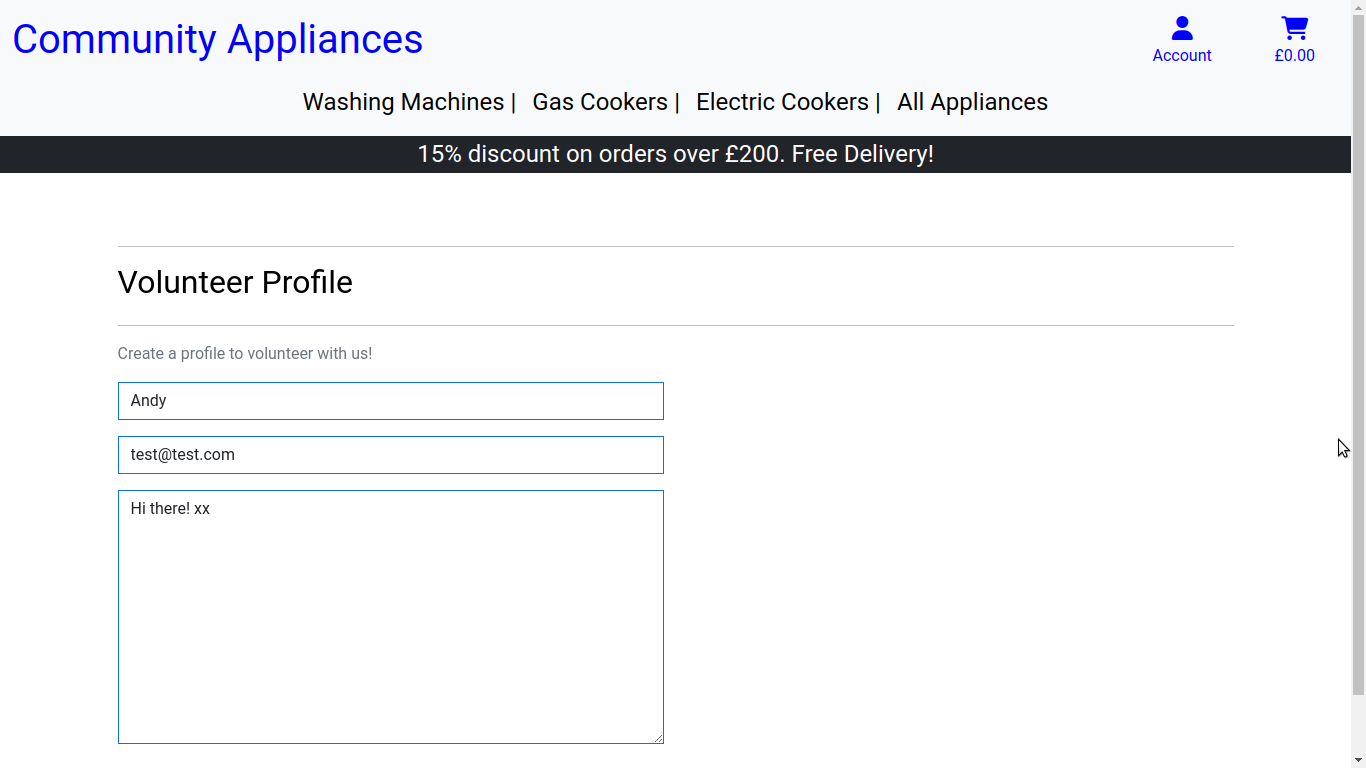 Community Appliances
Account
£0.00
Washing Machines | Gas Cookers | Electric Cookers | All Appliances
15% discount on orders over £200. Free Delivery!
Volunteer Profile
Create a profile to volunteer with us!
Andy
test@test.com
Hi there! xx